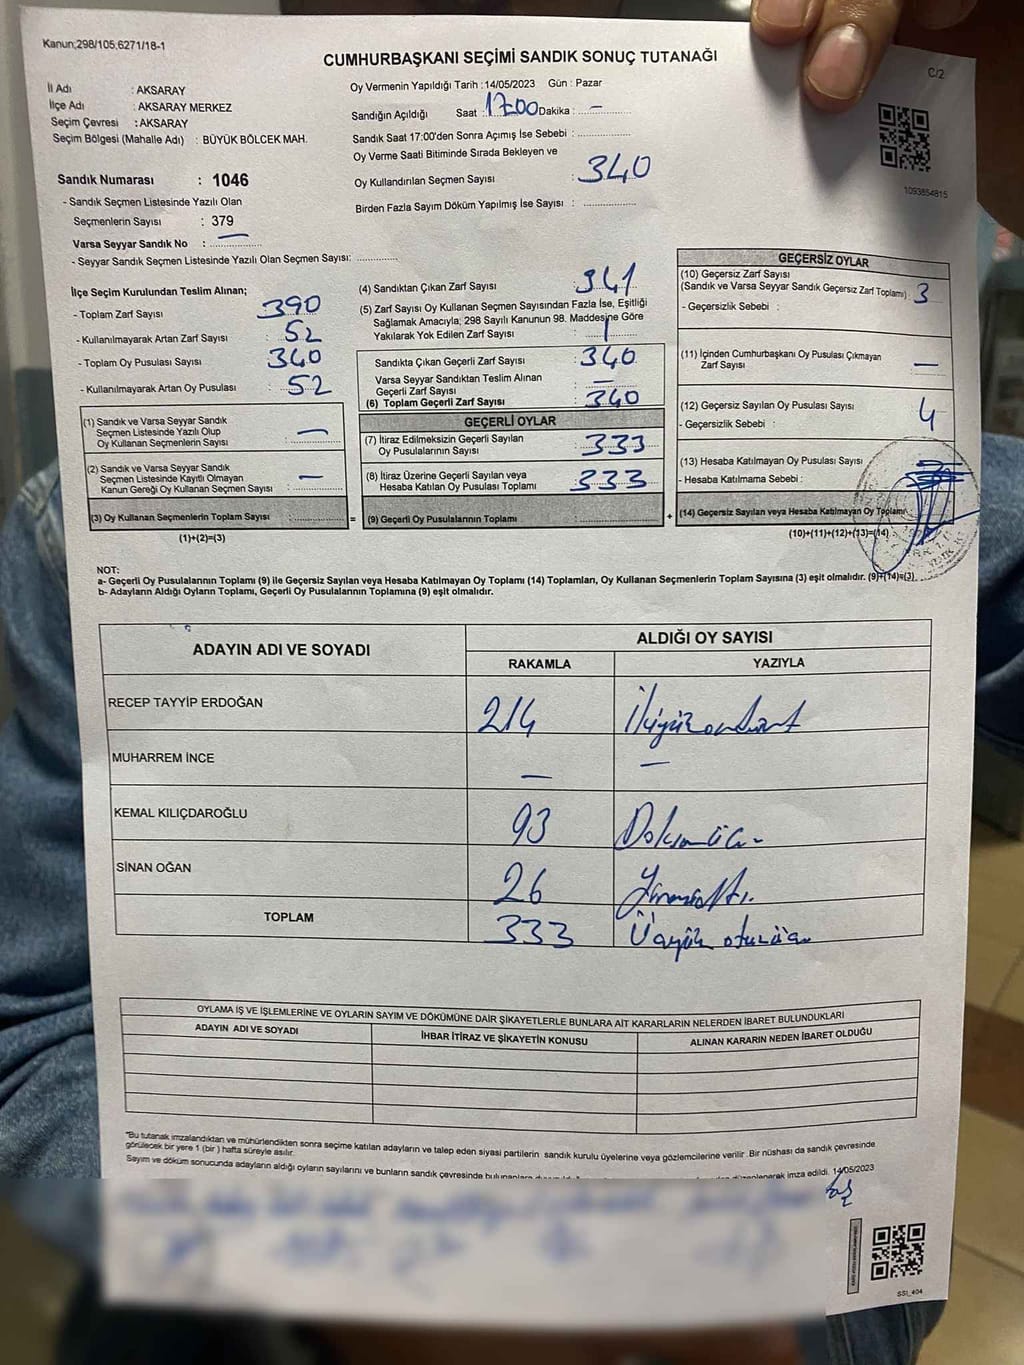 Kanun;298/105,6271/18-1
CUMHURBAŞKANI SEÇİMİ SANDIK SONUÇ TUTANAĞI
C/2
İl Adı : AKSARAY
İlçe Adı : AKSARAY MERKEZ
Seçim Çevresi : AKSARAY
Seçim Bölgesi (Mahalle Adı) : BÜYÜK BÖLCEK MAH.
Oy Vermenin Yapıldığı Tarih : 14/05/2023 Gün : Pazar
Sandığın Açıldığı Saat : 17:00 Dakika : —
Sandık Saat 17:00'den Sonra Açımış İse Sebebi :
Oy Verme Saati Bitiminde Sırada Bekleyen ve
Oy Kullandırılan Seçmen Sayısı : 340
Birden Fazla Sayım Döküm Yapılmış İse Sayısı :
1093854815
Sandık Numarası : 1046
- Sandık Seçmen Listesinde Yazılı Olan
Seçmenlerin Sayısı : 379
Varsa Seyyar Sandık No : —
- Seyyar Sandık Seçmen Listesinde Yazılı Olan Seçmen Sayısı:
İlçe Seçim Kurulundan Teslim Alınan;
- Toplam Zarf Sayısı : 390
- Kullanılmayarak Artan Zarf Sayısı : 52
- Toplam Oy Pusulası Sayısı : 340
- Kullanılmayarak Artan Oy Pusulası : 52
(1) Sandık ve Varsa Seyyar Sandık
Seçmen Listesinde Yazılı Olup
Oy Kullanan Seçmenlerin Sayısı : —
(2) Sandık ve Varsa Seyyar Sandık
Seçmen Listesinde Kayıtlı Olmayan
Kanun Gereği Oy Kullanan Seçmen Sayısı : —
(3) Oy Kullanan Seçmenlerin Toplam Sayısı :
(1)+(2)=(3)
(4) Sandıktan Çıkan Zarf Sayısı : 341
(5) Zarf Sayısı Oy Kullanan Seçmen Sayısından Fazla İse, Eşitliği
Sağlamak Amacıyla; 298 Sayılı Kanunun 98. Maddesine Göre
Yakılarak Yok Edilen Zarf Sayısı : 1
Sandıkta Çıkan Geçerli Zarf Sayısı : 340
Varsa Seyyar Sandıktan Teslim Alınan
Geçerli Zarf Sayısı : —
(6) Toplam Geçerli Zarf Sayısı : 340
GEÇERLİ OYLAR
(7) İtiraz Edilmeksizin Geçerli Sayılan
Oy Pusulalarının Sayısı : 333
(8) İtiraz Üzerine Geçerli Sayılan veya
Hesaba Katılan Oy Pusulası Toplamı : 333
= (9) Geçerli Oy Pusulalarının Toplamı : +
GEÇERSİZ OYLAR
(10) Geçersiz Zarf Sayısı
(Sandık ve Varsa Seyyar Sandık Geçersiz Zarf Toplamı) : 3
- Geçersizlik Sebebi :
(11) İçinden Cumhurbaşkanı Oy Pusulası Çıkmayan
Zarf Sayısı : —
(12) Geçersiz Sayılan Oy Pusulası Sayısı : 4
- Geçersizlik Sebebi :
(13) Hesaba Katılmayan Oy Pusulası Sayısı :
- Hesaba Katılmama Sebebi :
(14) Geçersiz Sayılan veya Hesaba Katılmayan Oy Toplamı :
(10)+(11)+(12)+(13)=(14)
NOT:
a- Geçerli Oy Pusulalarının Toplamı (9) ile Geçersiz Sayılan veya Hesaba Katılmayan Oy Toplamı (14) Toplamları, Oy Kullanan Seçmenlerin Toplam Sayısına (3) eşit olmalıdır. (9)+(14)=(3)
b- Adayların Aldığı Oyların Toplamı, Geçerli Oy Pusulalarının Toplamına (9) eşit olmalıdır.
ADAYIN ADI VE SOYADI
ALDIĞI OY SAYISI
RAKAMLA YAZIYLA
RECEP TAYYİP ERDOĞAN 214 İkiyüzondört
MUHARREM İNCE — —
KEMAL KILIÇDAROĞLU 93 Doksanüç
SİNAN OĞAN 26 Yirmialtı.
TOPLAM 333 Üçyüz otuzüç
OYLAMA İŞ VE İŞLEMLERİNE VE OYLARIN SAYIM VE DÖKÜMÜNE DAİR ŞİKAYETLERLE BUNLARA AİT KARARLARIN NELERDEN İBARET BULUNDUKLARI
ADAYIN ADI VE SOYADI İHBAR İTİRAZ VE ŞİKAYETİN KONUSU ALINAN KARARIN NEDEN İBARET OLDUĞU
"Bu tutanak imzalandıktan ve mühürlendikten sonra seçime katılan adayların ve talep eden siyasi partilerin sandık kurulu üyelerine veya gözlemcilerine verilir. Bir nüshası da sandık çevresinde
görülecek bir yere 1 (bir) hafta süreyle asılır.
Sayım ve döküm sonucunda adayların aldığı oyların sayılarını ve bunların sandık çevresinde imza edildi. 14/05/2023
SSI_404